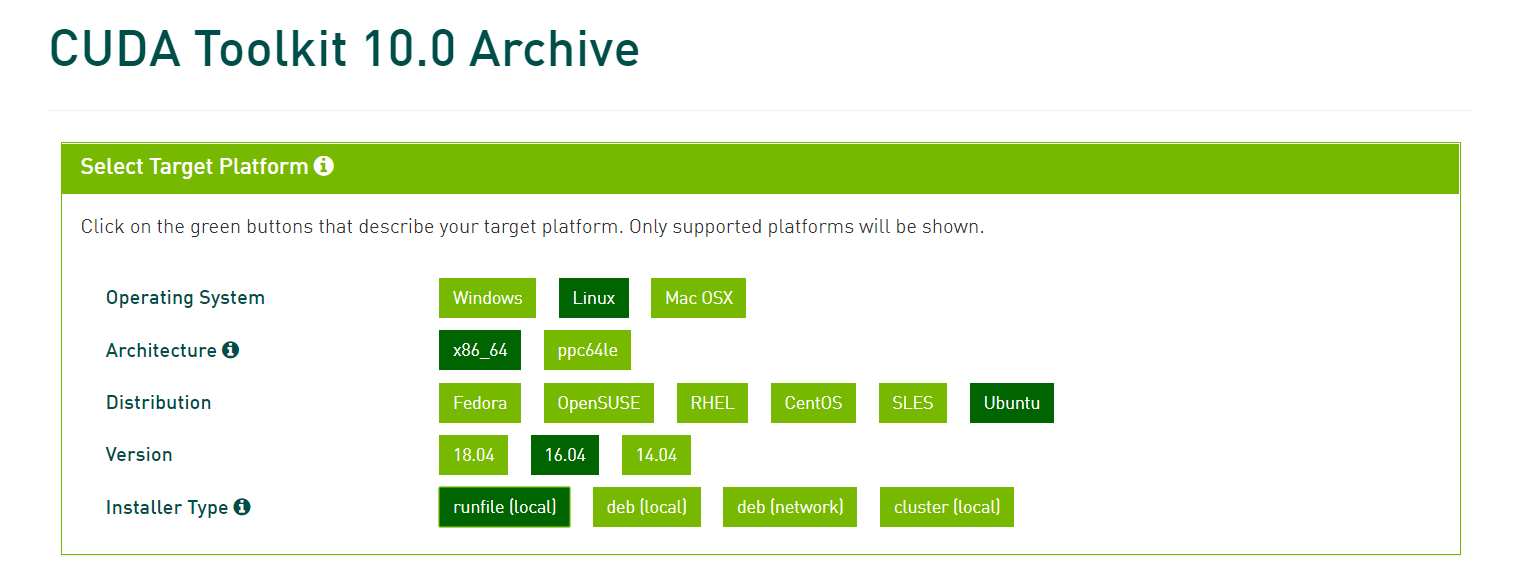 CUDA Toolkit 10.0 Archive
Select Target Platform
Click on the green buttons that describe your target platform. Only supported platforms will be shown.
Operating System Windows Linux Mac OSX
Architecture x86_64 ppc64le
Distribution Fedora OpenSUSE RHEL CentOS SLES Ubuntu
Version 18.04 16.04 14.04
Installer Type runfile (local) deb (local) deb (network) cluster (local)